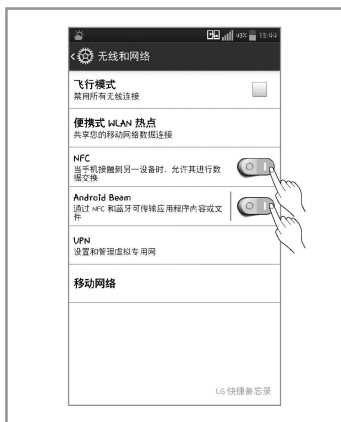 43% 13:44
无线和网络
飞行模式
禁用所有无线连接
便携式 WLAN 热点
共享您的移动网络数据连接
NFC
当手机接触到另一设备时，允许其进行数
据交换
Android Beam
通过 NFC 和蓝牙可传输应用程序内容或文
件
VPN
设置和管理虚拟专用网
移动网络
LG 快捷备忘录